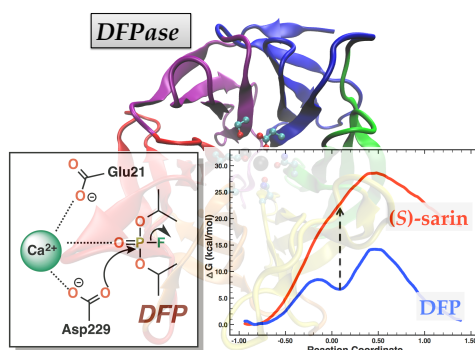 DFPase
Glu21
⊖
Ca²⁺
O
O
O
O=P-F
O
⊖
O
O
Asp229
DFP
30.0
25.0
20.0
15.0
10.0
5.0
0.0
ΔG (kcal/mol)
(S)-sarin
DFP
-1.00
-0.50
0.00
0.50
1.00
1.
Reaction Coordinate